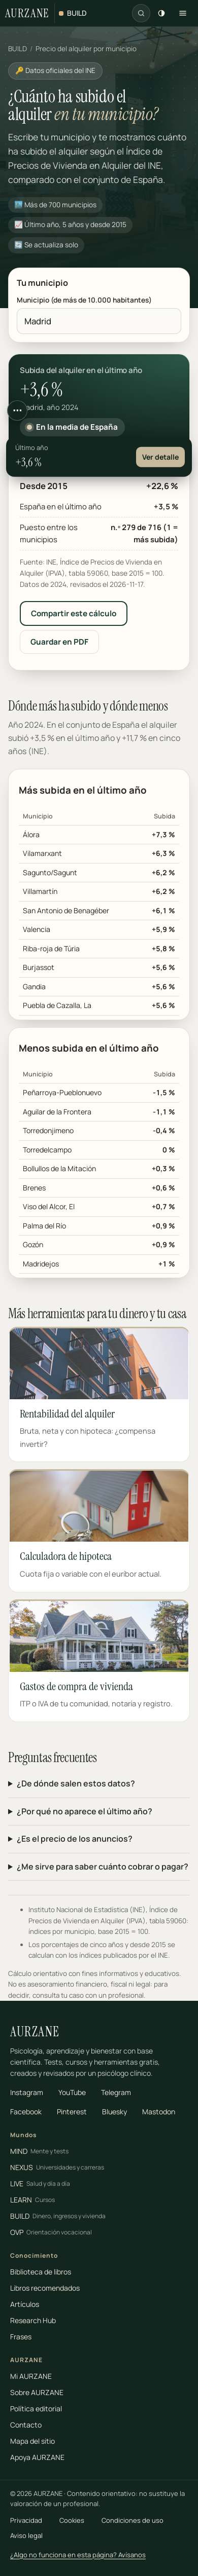 AURZANE BUILD
BUILD / Precio del alquiler por municipio
🔑 Datos oficiales del INE
¿Cuánto ha subido el
alquiler en tu municipio?
Escribe tu municipio y te mostramos cuánto
ha subido el alquiler según el Índice de
Precios de Vivienda en Alquiler del INE,
comparado con el conjunto de España.
🏙️ Más de 700 municipios
📈 Último año, 5 años y desde 2015
🔄 Se actualiza solo
Tu municipio
Municipio (de más de 10.000 habitantes)
Madrid
Subida del alquiler en el último año
+3,6 %
adrid, año 2024
En la media de España
Último año
+3,6 %
Ver detalle
Desde 2015 +22,6 %
España en el último año +3,5 %
Puesto entre los n.º 279 de 716 (1 =
municipios más subida)
Fuente: INE, Índice de Precios de Vivienda en
Alquiler (IPVA), tabla 59060, base 2015 = 100.
Datos de 2024, revisados el 2026-11-17.
Compartir este cálculo
Guardar en PDF
Dónde más ha subido y dónde menos
Año 2024. En el conjunto de España el alquiler
subió +3,5 % en el último año y +11,7 % en cinco
años (INE).
Más subida en el último año
Municipio Subida
Álora +7,3 %
Vilamarxant +6,3 %
Sagunto/Sagunt +6,2 %
Villamartín +6,2 %
San Antonio de Benagéber +6,1 %
Valencia +5,9 %
Riba-roja de Túria +5,8 %
Burjassot +5,6 %
Gandia +5,6 %
Puebla de Cazalla, La +5,6 %
Menos subida en el último año
Municipio Subida
Peñarroya-Pueblonuevo -1,5 %
Aguilar de la Frontera -1,1 %
Torredonjimeno -0,4 %
Torredelcampo 0 %
Bollullos de la Mitación +0,3 %
Brenes +0,6 %
Viso del Alcor, El +0,7 %
Palma del Río +0,9 %
Gozón +0,9 %
Madridejos +1 %
Más herramientas para tu dinero y tu casa
Rentabilidad del alquiler
Bruta, neta y con hipoteca: ¿compensa
invertir?
Calculadora de hipoteca
Cuota fija o variable con el euríbor actual.
Gastos de compra de vivienda
ITP o IVA de tu comunidad, notaría y registro.
Preguntas frecuentes
¿De dónde salen estos datos?
¿Por qué no aparece el último año?
¿Es el precio de los anuncios?
¿Me sirve para saber cuánto cobrar o pagar?
Instituto Nacional de Estadística (INE), Índice de
Precios de Vivienda en Alquiler (IPVA), tabla 59060:
índices por municipio, base 2015 = 100.
Los porcentajes de cinco años y desde 2015 se
calculan con los índices publicados por el INE.
Cálculo orientativo con fines informativos y educativos.
No es asesoramiento financiero, fiscal ni legal: para
decidir, consulta tu caso con un profesional.
AURZANE
Psicología, aprendizaje y bienestar con base
científica. Tests, cursos y herramientas gratis,
creados y revisados por un psicólogo clínico.
Instagram YouTube Telegram
Facebook Pinterest Bluesky Mastodon
Mundos
MIND Mente y tests
NEXUS Universidades y carreras
LIVE Salud y día a día
LEARN Cursos
BUILD Dinero, ingresos y vivienda
OVP Orientación vocacional
Conocimiento
Biblioteca de libros
Libros recomendados
Artículos
Research Hub
Frases
AURZANE
Mi AURZANE
Sobre AURZANE
Política editorial
Contacto
Mapa del sitio
Apoya AURZANE
© 2026 AURZANE · Contenido orientativo: no sustituye la
valoración de un profesional.
Privacidad Cookies Condiciones de uso
Aviso legal
¿Algo no funciona en esta página? Avísanos